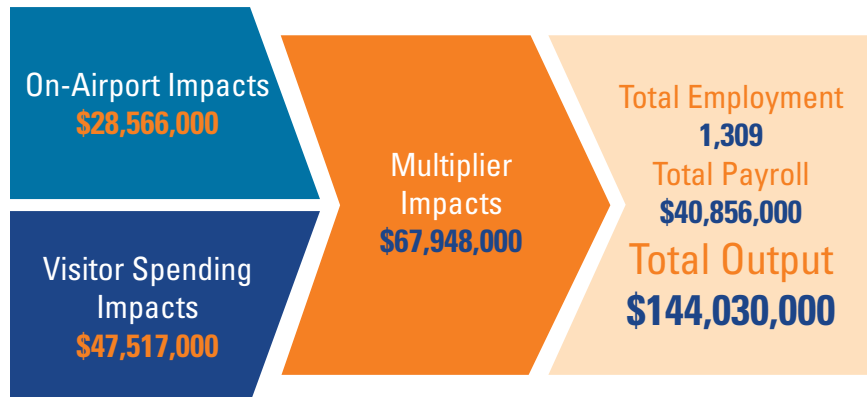 On-Airport Impacts
$28,566,000
Visitor Spending
Impacts
$47,517,000
Multiplier
Impacts
$67,948,000
Total Employment
1,309
Total Payroll
$40,856,000
Total Output
$144,030,000